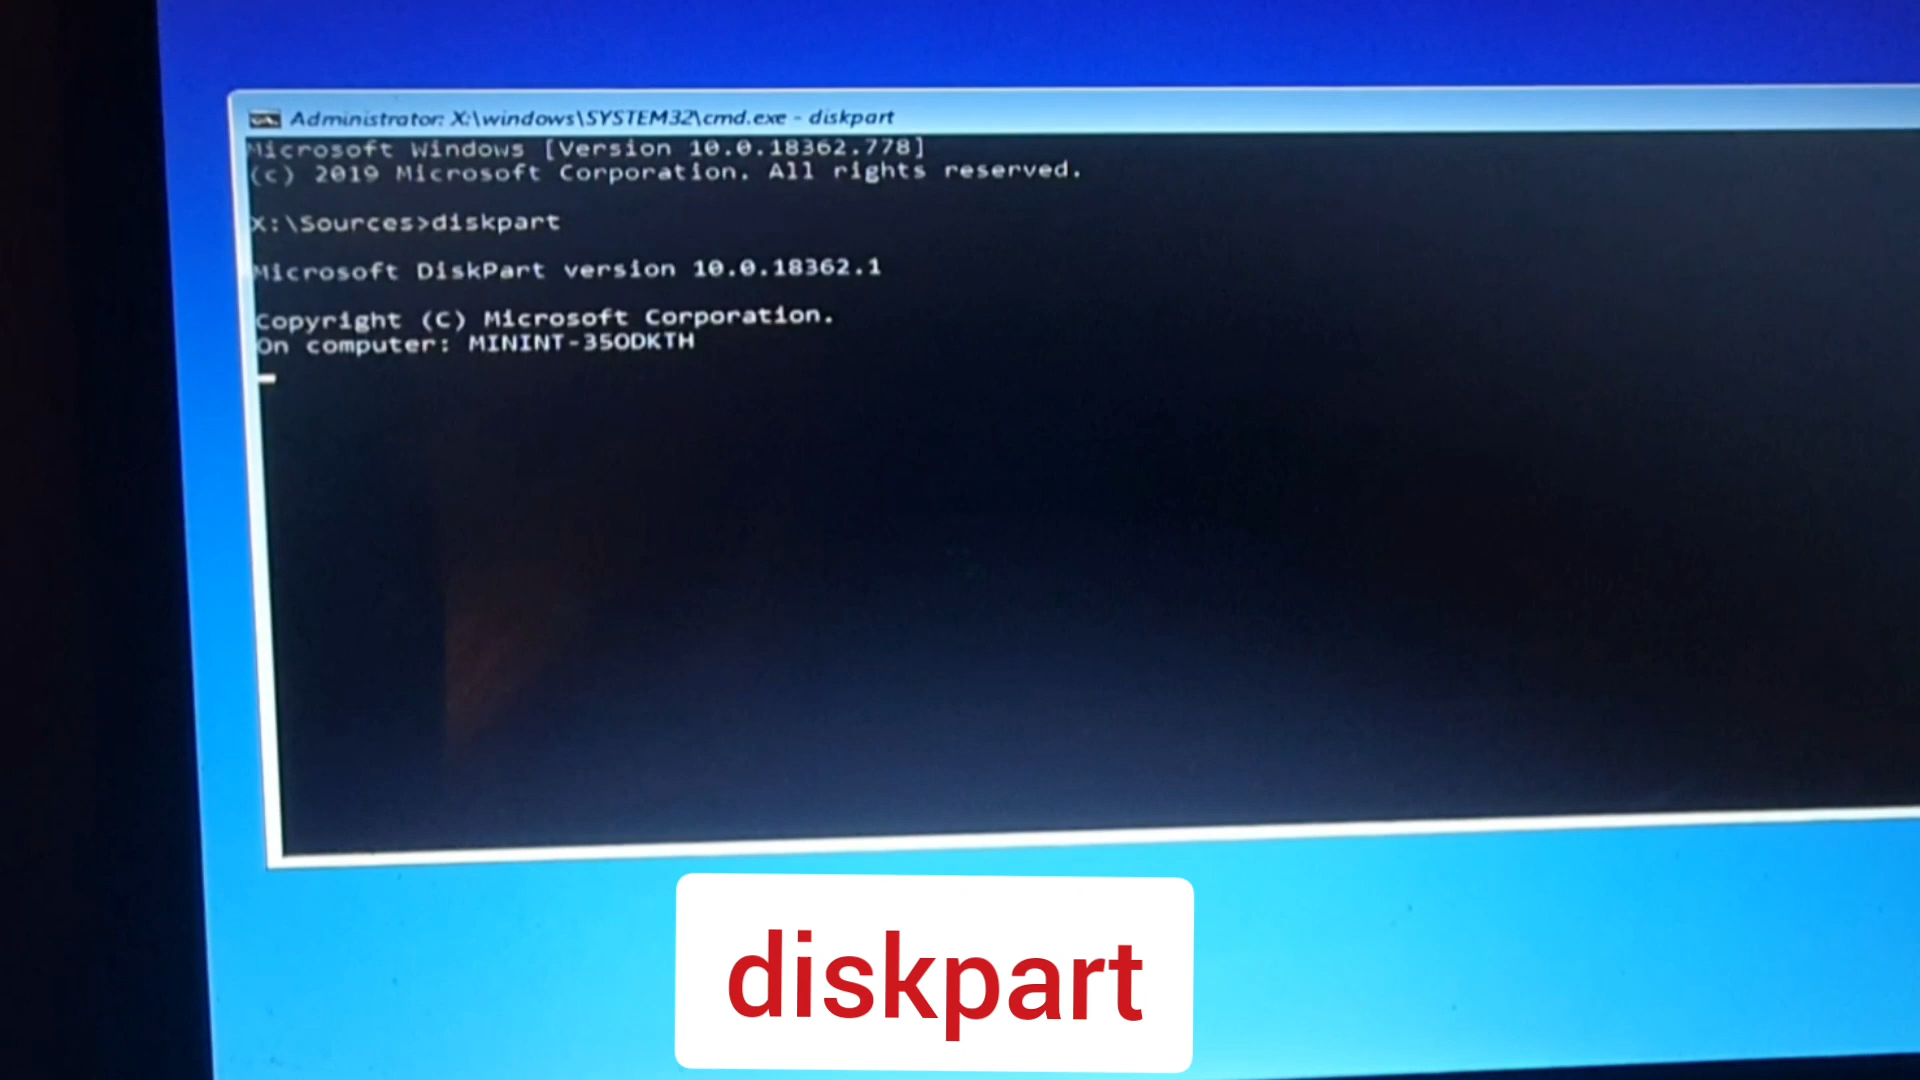 Administrator: X:\windows\SYSTEM32\cmd.exe - diskpart
Microsoft Windows [Version 10.0.18362.778]
(c) 2019 Microsoft Corporation. All rights reserved.
X:\Sources>diskpart
Microsoft DiskPart version 10.0.18362.1
Copyright (C) Microsoft Corporation.
On computer: MININT-35ODKTH
diskpart